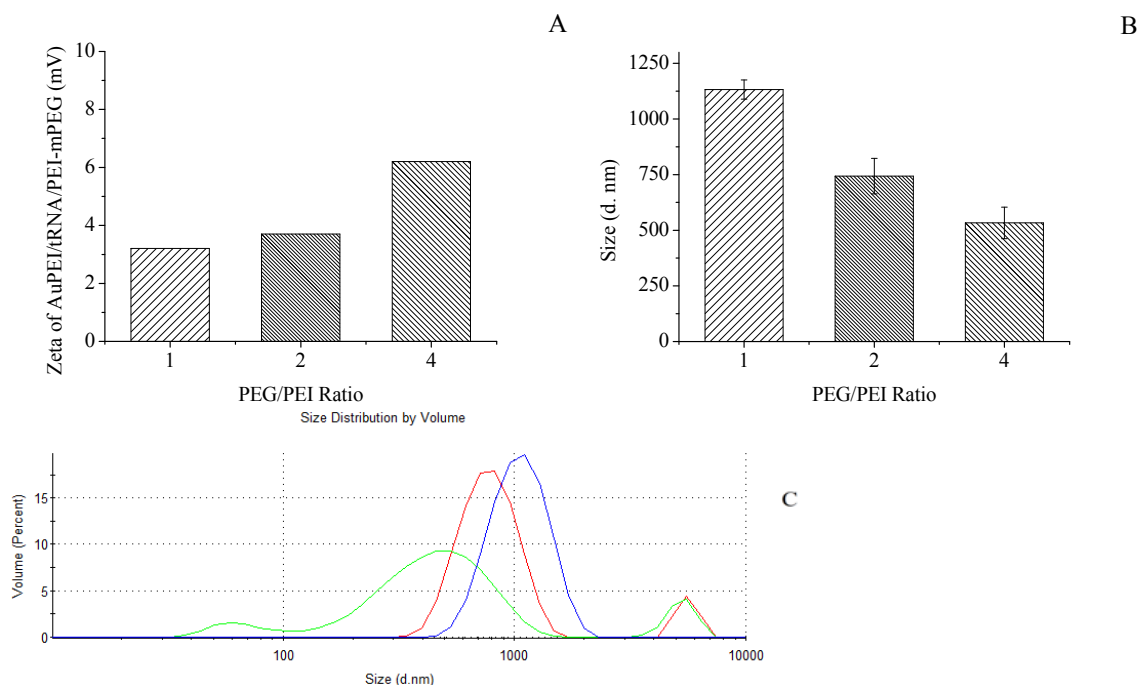 A
Zeta of AuPEI/tRNA/PEI-mPEG (mV)
10
8
6
4
2
0
1 2 4
PEG/PEI Ratio
B
Size (d. nm)
1250
1000
750
500
250
0
1 2 4
PEG/PEI Ratio
Size Distribution by Volume
C
Volume (Percent)
15
10
5
0
100 1000 10000
Size (d.nm)